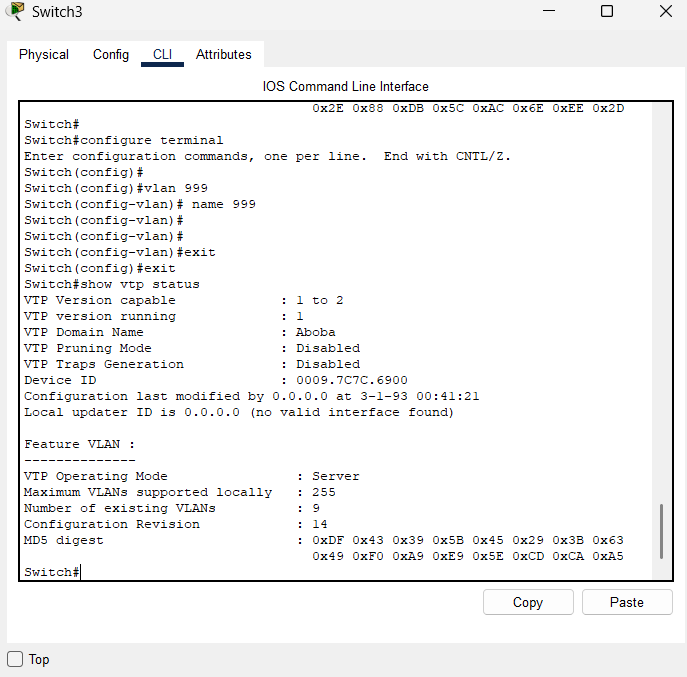 Switch3
Physical Config CLI Attributes
IOS Command Line Interface
0x2E 0x88 0xDB 0x5C 0xAC 0x6E 0xEE 0x2D
Switch#
Switch#configure terminal
Enter configuration commands, one per line.  End with CNTL/Z.
Switch(config)#
Switch(config)#vlan 999
Switch(config-vlan)# name 999
Switch(config-vlan)#
Switch(config-vlan)#
Switch(config-vlan)#exit
Switch(config)#exit
Switch#show vtp status
VTP Version capable             : 1 to 2
VTP version running             : 1
VTP Domain Name                 : Aboba
VTP Pruning Mode                : Disabled
VTP Traps Generation            : Disabled
Device ID                       : 0009.7C7C.6900
Configuration last modified by 0.0.0.0 at 3-1-93 00:41:21
Local updater ID is 0.0.0.0 (no valid interface found)
Feature VLAN :
--------------
VTP Operating Mode                : Server
Maximum VLANs supported locally   : 255
Number of existing VLANs          : 9
Configuration Revision            : 14
MD5 digest                        : 0xDF 0x43 0x39 0x5B 0x45 0x29 0x3B 0x63
0x49 0xF0 0xA9 0xE9 0x5E 0xCD 0xCA 0xA5
Switch#
Copy Paste
Top